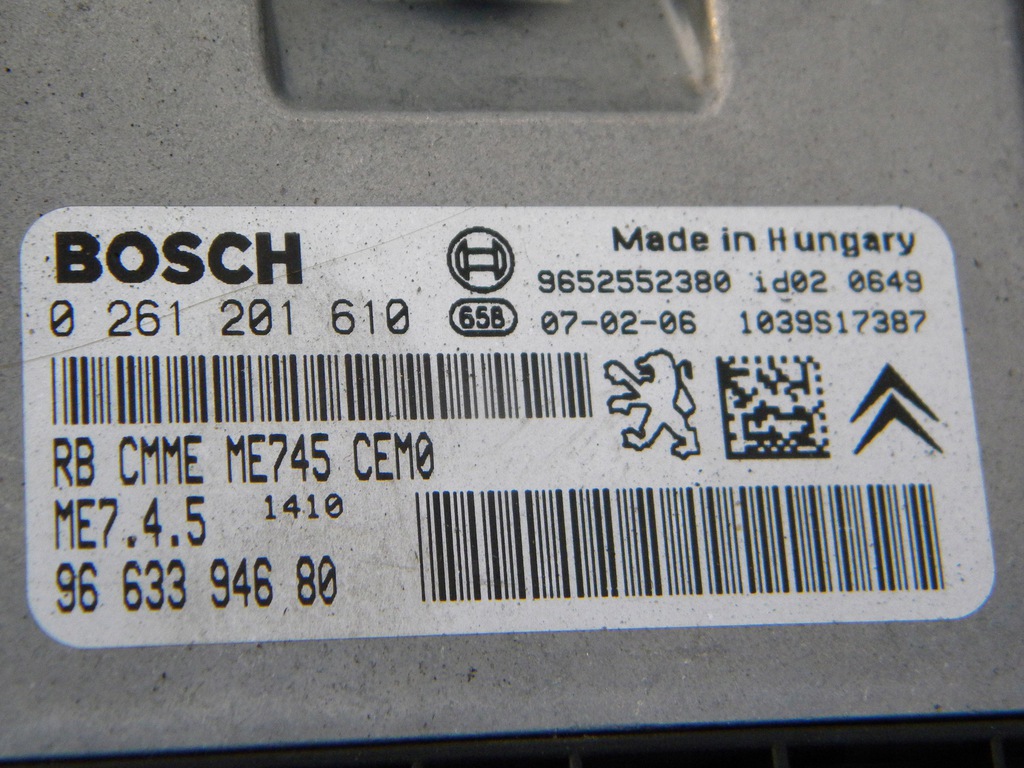 BOSCH
Made in Hungary
9652552380 id02 0649
0 261 201 610
658
07-02-06 1039S17387
RB CMME ME745 CEM0
ME7.4.5 1410
96 633 946 80